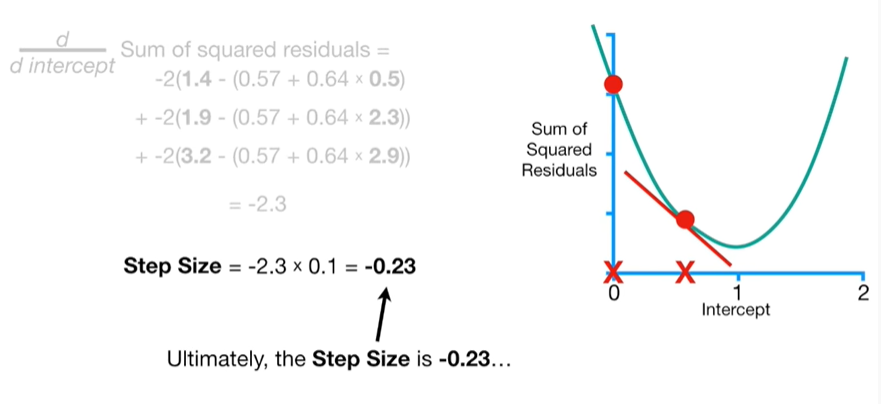 d
d intercept
Sum of squared residuals =
-2(1.4 - (0.57 + 0.64 × 0.5)
+ -2(1.9 - (0.57 + 0.64 × 2.3))
+ -2(3.2 - (0.57 + 0.64 × 2.9))
= -2.3
Step Size = -2.3 × 0.1 = -0.23
Ultimately, the Step Size is -0.23…
Sum of
Squared
Residuals
0 1 2
Intercept